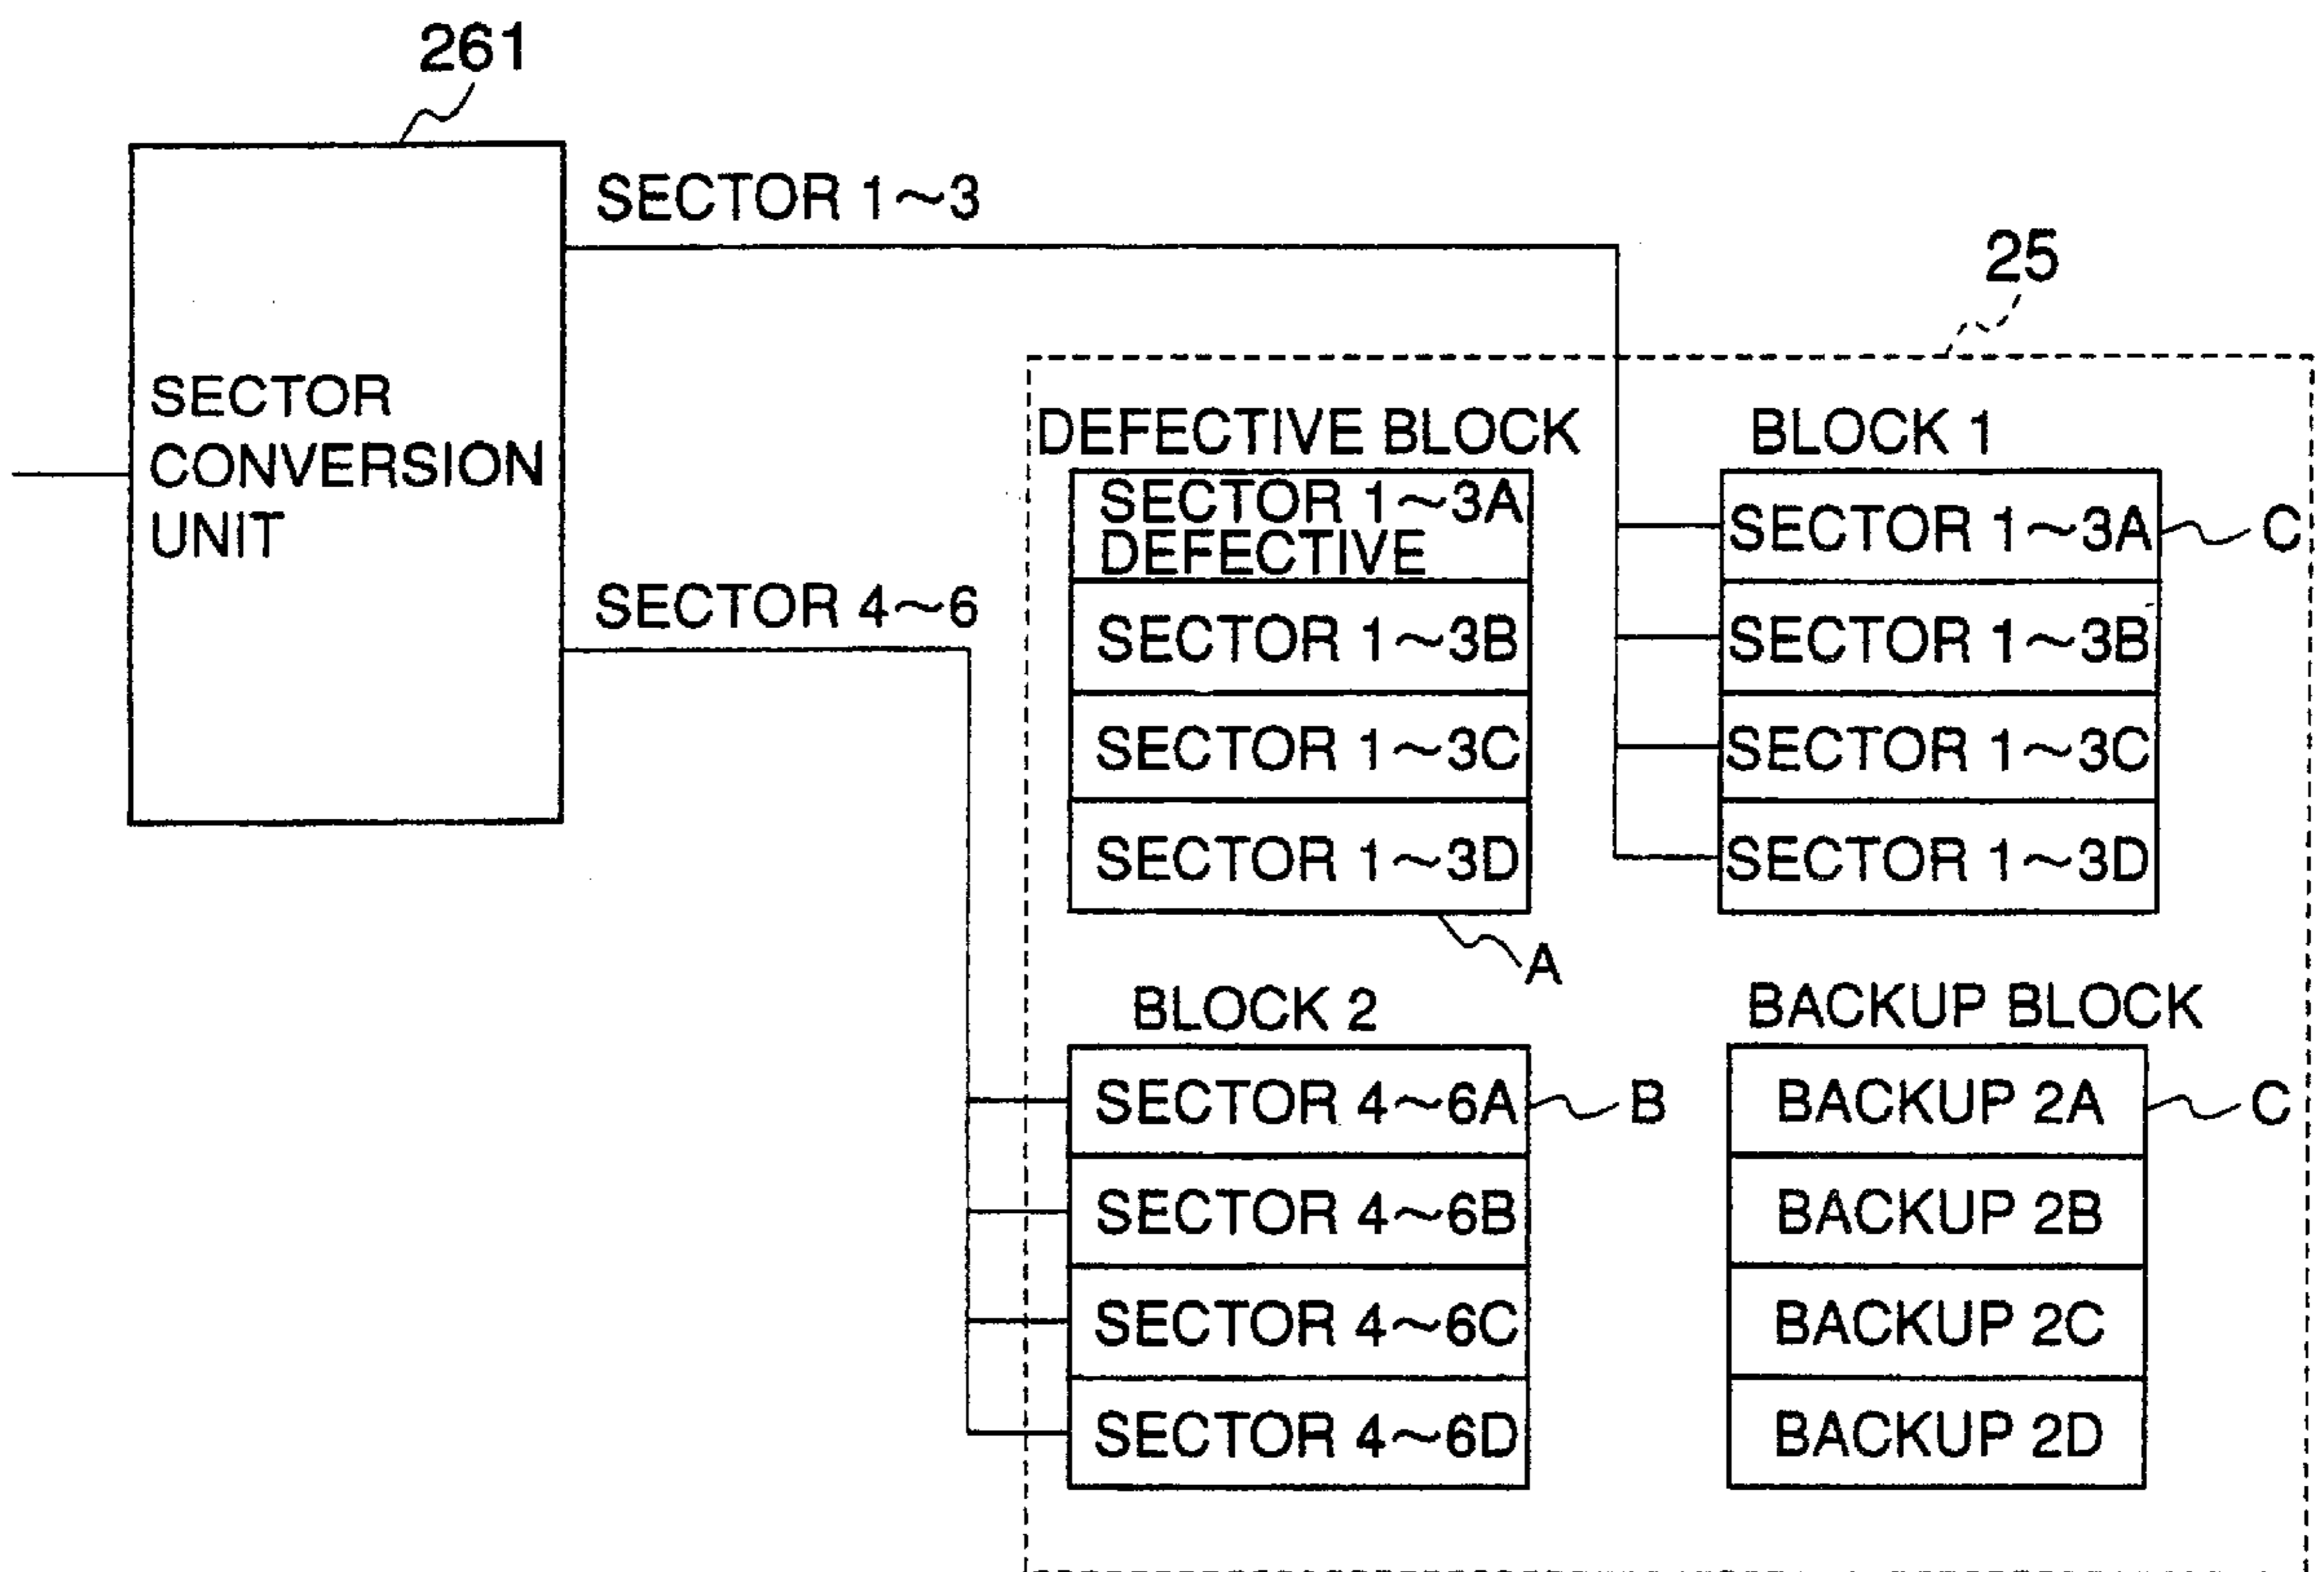 261
SECTOR
CONVERSION
UNIT
SECTOR 1~3
SECTOR 4~6
25
DEFECTIVE BLOCK
SECTOR 1~3A
DEFECTIVE
SECTOR 1~3B
SECTOR 1~3C
SECTOR 1~3D
A
BLOCK 1
SECTOR 1~3A
C
SECTOR 1~3B
SECTOR 1~3C
SECTOR 1~3D
BLOCK 2
SECTOR 4~6A
B
SECTOR 4~6B
SECTOR 4~6C
SECTOR 4~6D
BACKUP BLOCK
BACKUP 2A
C
BACKUP 2B
BACKUP 2C
BACKUP 2D